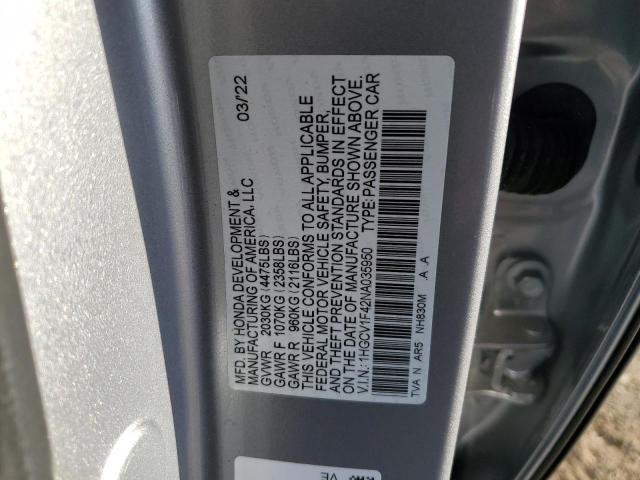 MFD. BY HONDA DEVELOPMENT & 03/22
MANUFACTURING OF AMERICA, LLC
GVWR 2030KG (4475LBS)
GAWR F 1070KG (2358LBS)
GAWR R 960KG (2116LBS)
THIS VEHICLE CONFORMS TO ALL APPLICABLE
FEDERAL MOTOR VEHICLE SAFETY, BUMPER,
AND THEFT PREVENTION STANDARDS IN EFFECT
ON THE DATE OF MANUFACTURE SHOWN ABOVE.
V.I.N.: 1HGCV1F42NA035950 TYPE: PASSENGER CAR
TVA N AR5 NH830M A A
VE